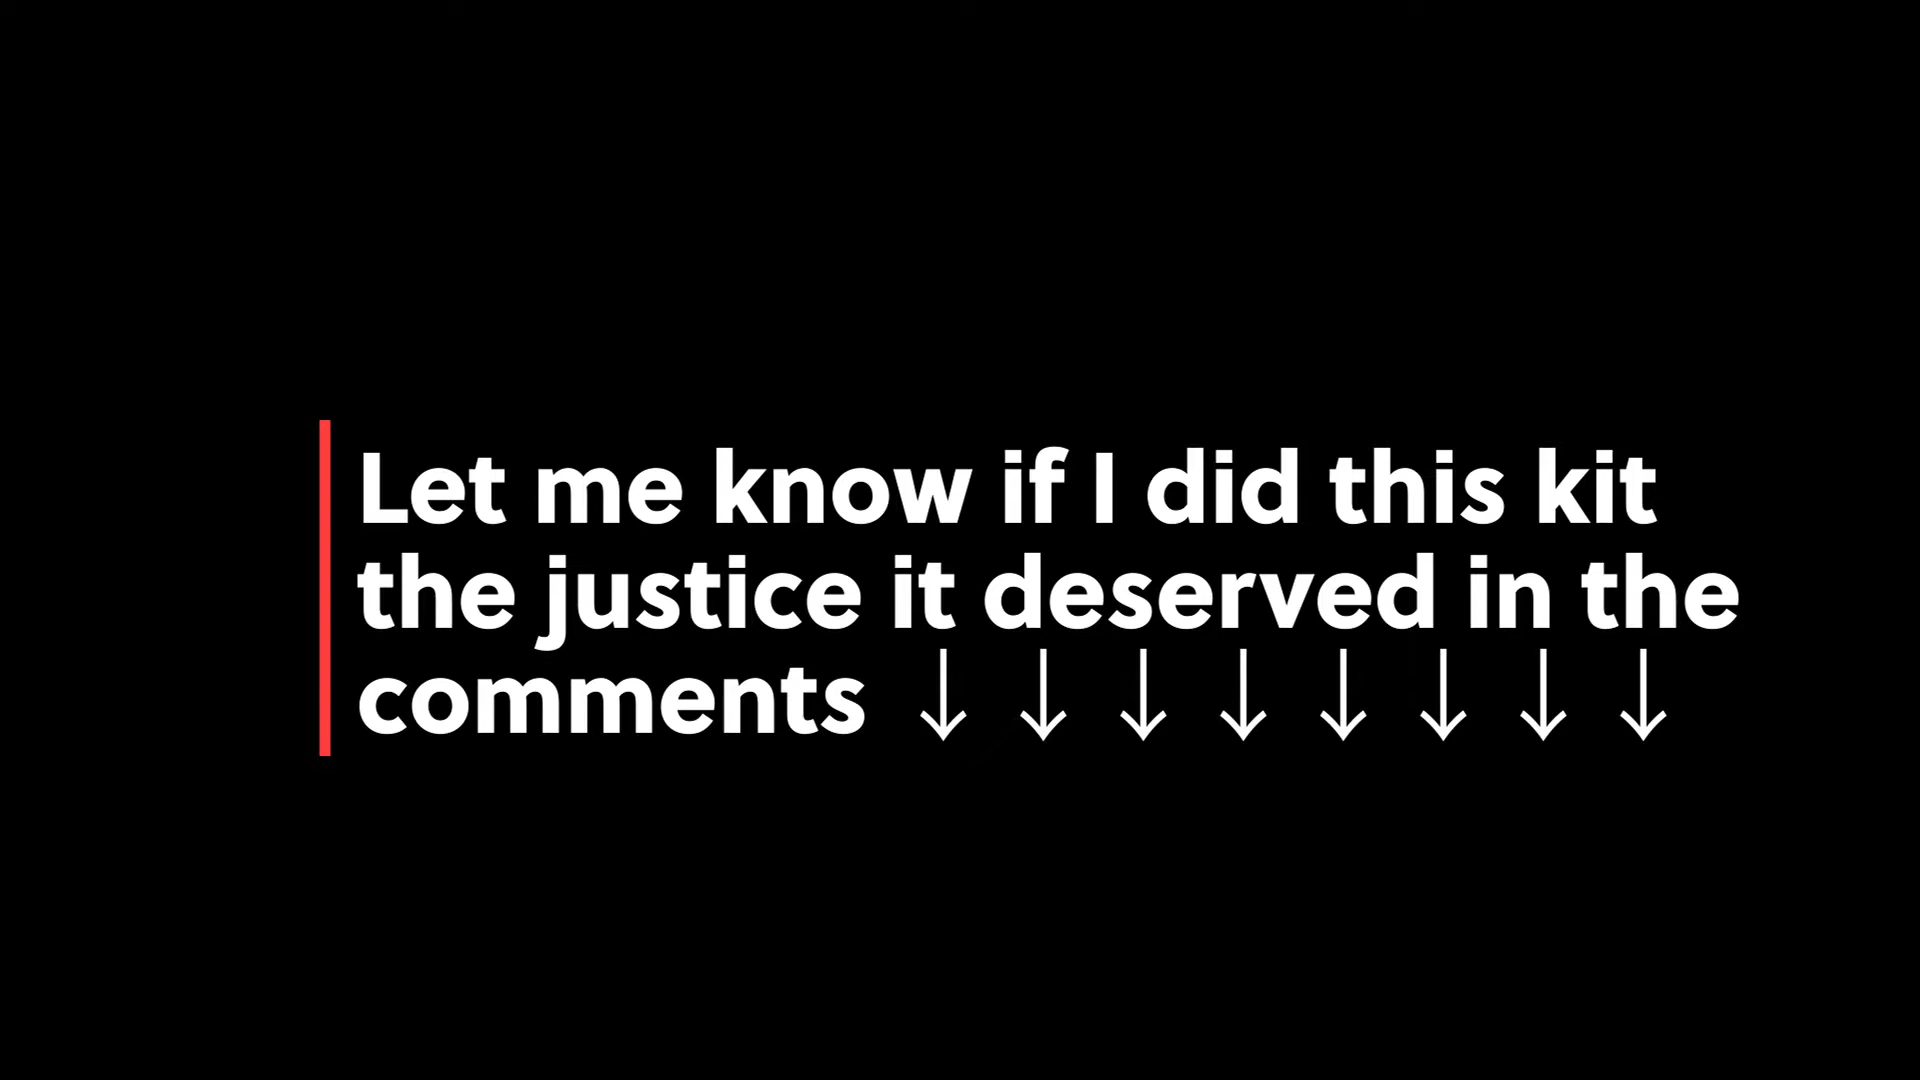 Let me know if I did this kit
the justice it deserved in the
comments ↓ ↓ ↓ ↓ ↓ ↓ ↓ ↓